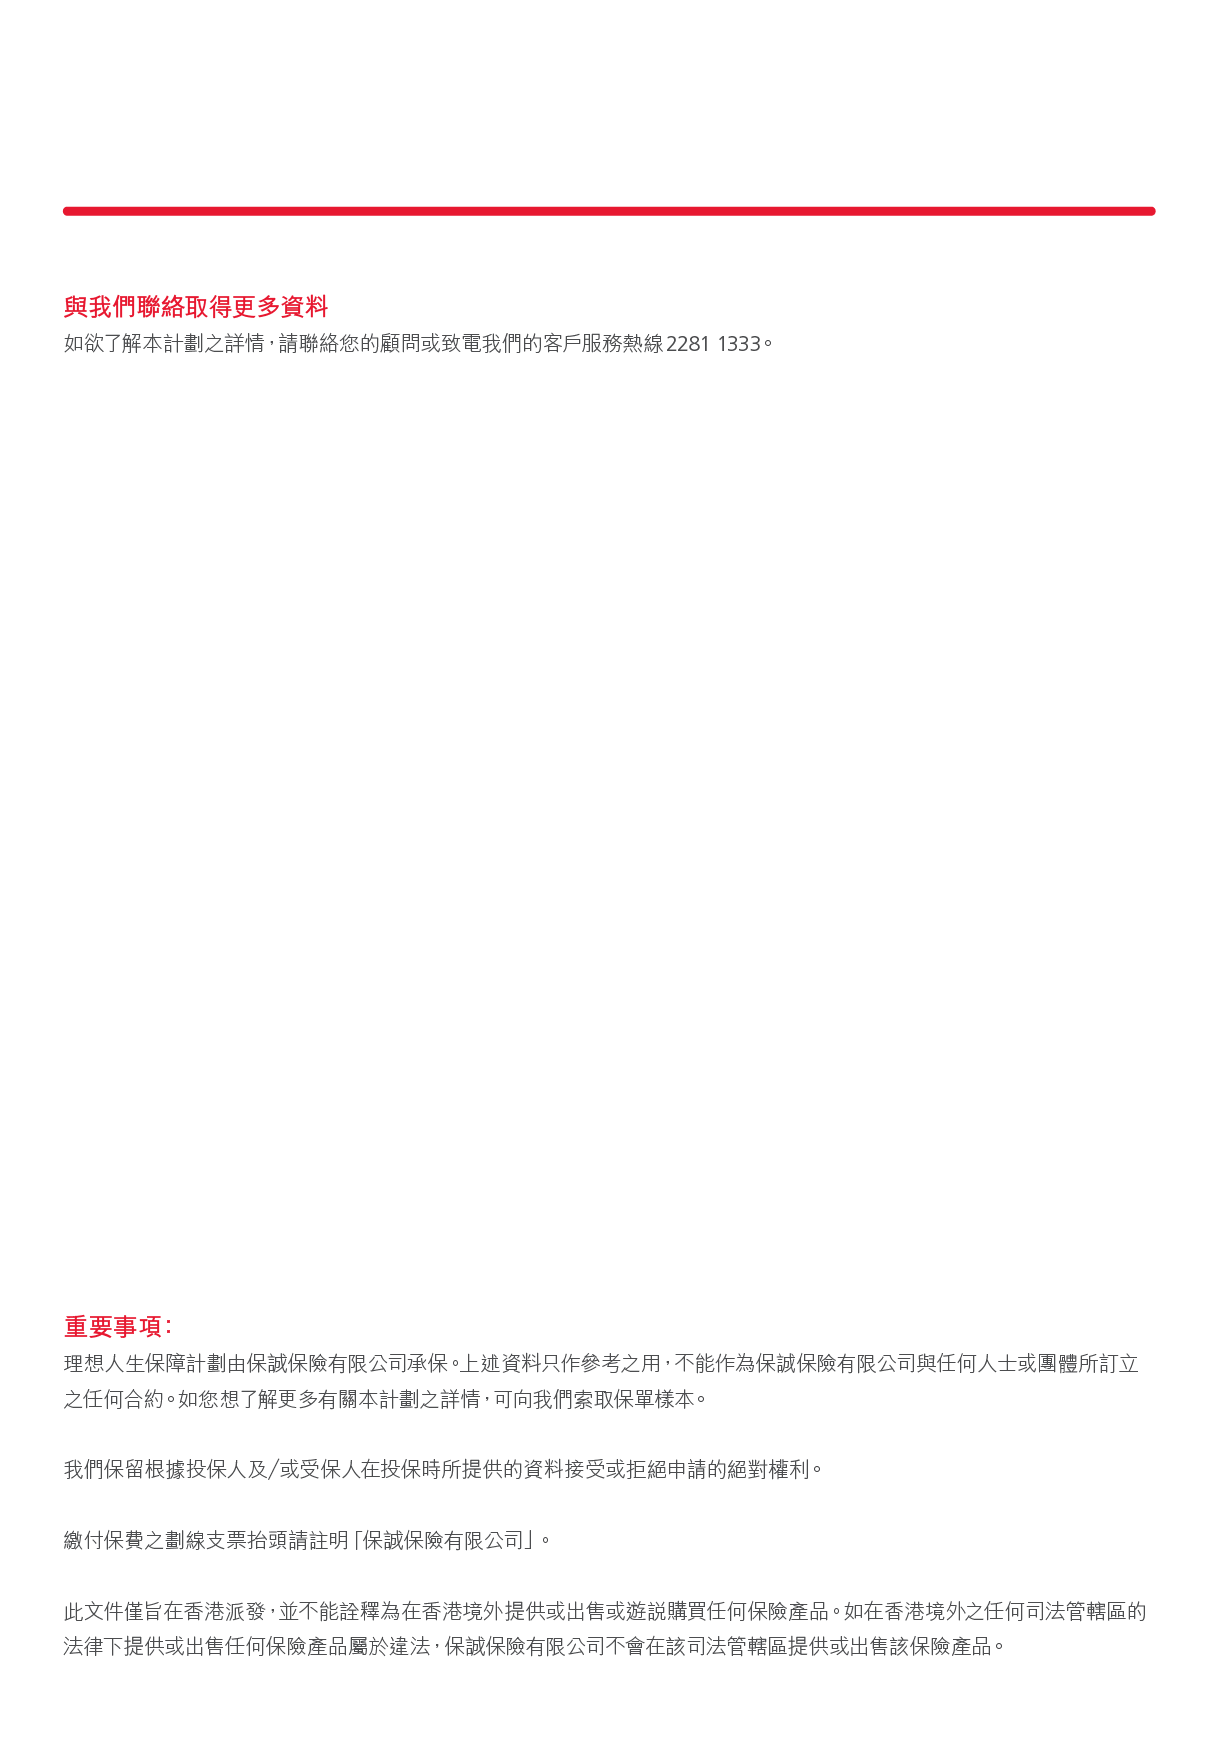 與我們聯絡取得更多資料
如欲了解本計劃之詳情，請聯絡您的顧問或致電我們的客戶服務熱線 2281 1333。
重要事項：
理想人生保障計劃由保誠保險有限公司承保。上述資料只作參考之用，不能作為保誠保險有限公司與任何人士或團體所訂立
之任何合約。如您想了解更多有關本計劃之詳情，可向我們索取保單樣本。
我們保留根據投保人及/或受保人在投保時所提供的資料接受或拒絕申請的絕對權利。
繳付保費之劃線支票抬頭請註明「保誠保險有限公司」。
此文件僅旨在香港派發，並不能詮釋為在香港境外提供或出售或遊説購買任何保險產品。如在香港境外之任何司法管轄區的
法律下提供或出售任何保險產品屬於違法，保誠保險有限公司不會在該司法管轄區提供或出售該保險產品。